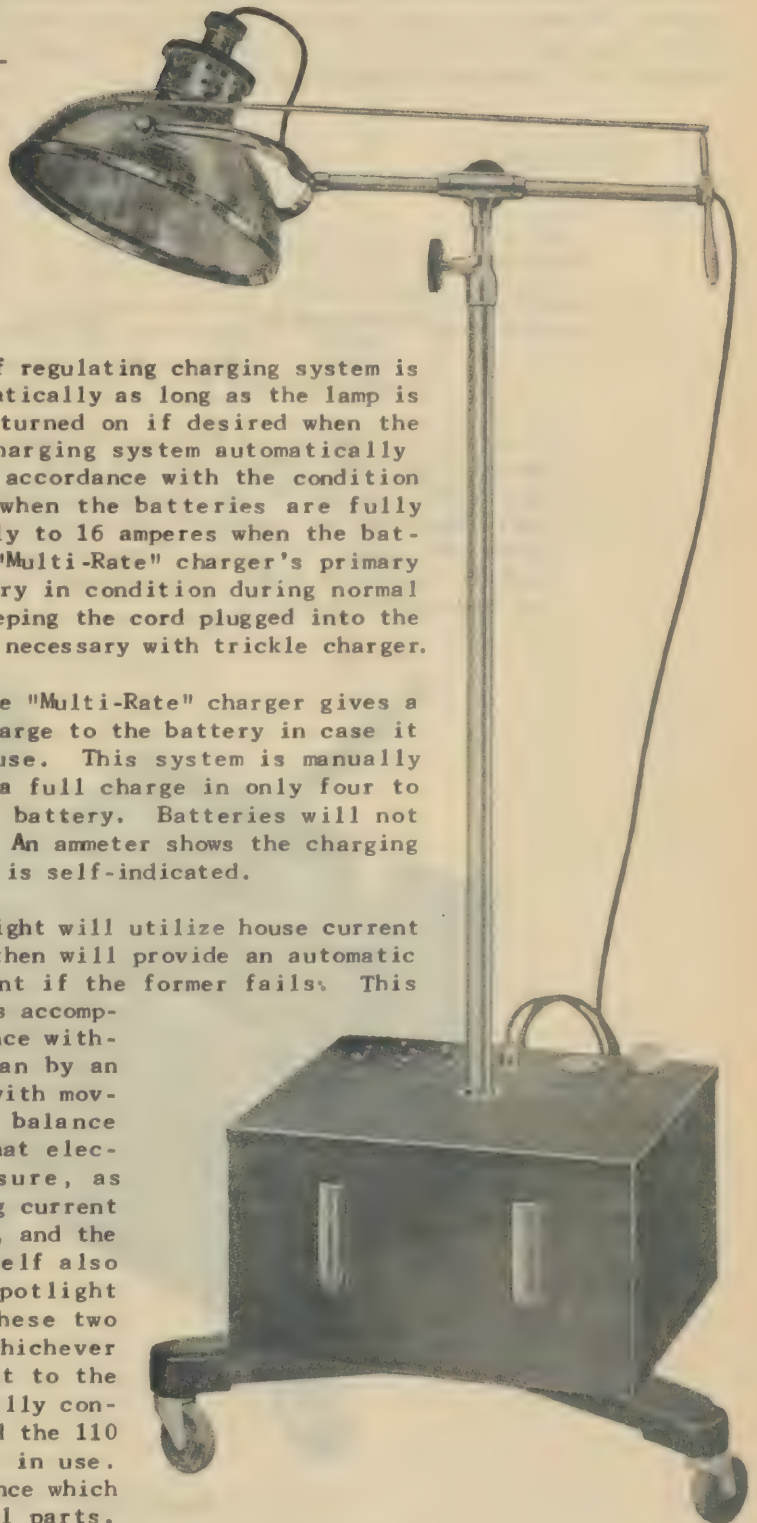 f regulating charging system is
atically as long as the lamp is
turned on if desired when the
harging system automatically
accordance with the condition
when the batteries are fully
ly to 16 amperes when the bat-
"Multi-Rate" charger's primary
ry in condition during normal
eping the cord plugged into the
necessary with trickle charger.
e "Multi-Rate" charger gives a
arge to the battery in case it
use. This system is manually
a full charge in only four to
battery. Batteries will not
An ammeter shows the charging
is self-indicated.
ight will utilize house current
then will provide an automatic
nt if the former fails. This
s accomp-
nce with-
an by an
with mov-
balance
hat elec-
sure, as
g current
, and the
elf also
potlight
hese two
hichever
t to the
lly con-
d the 110
in use.
nce which
l parts.